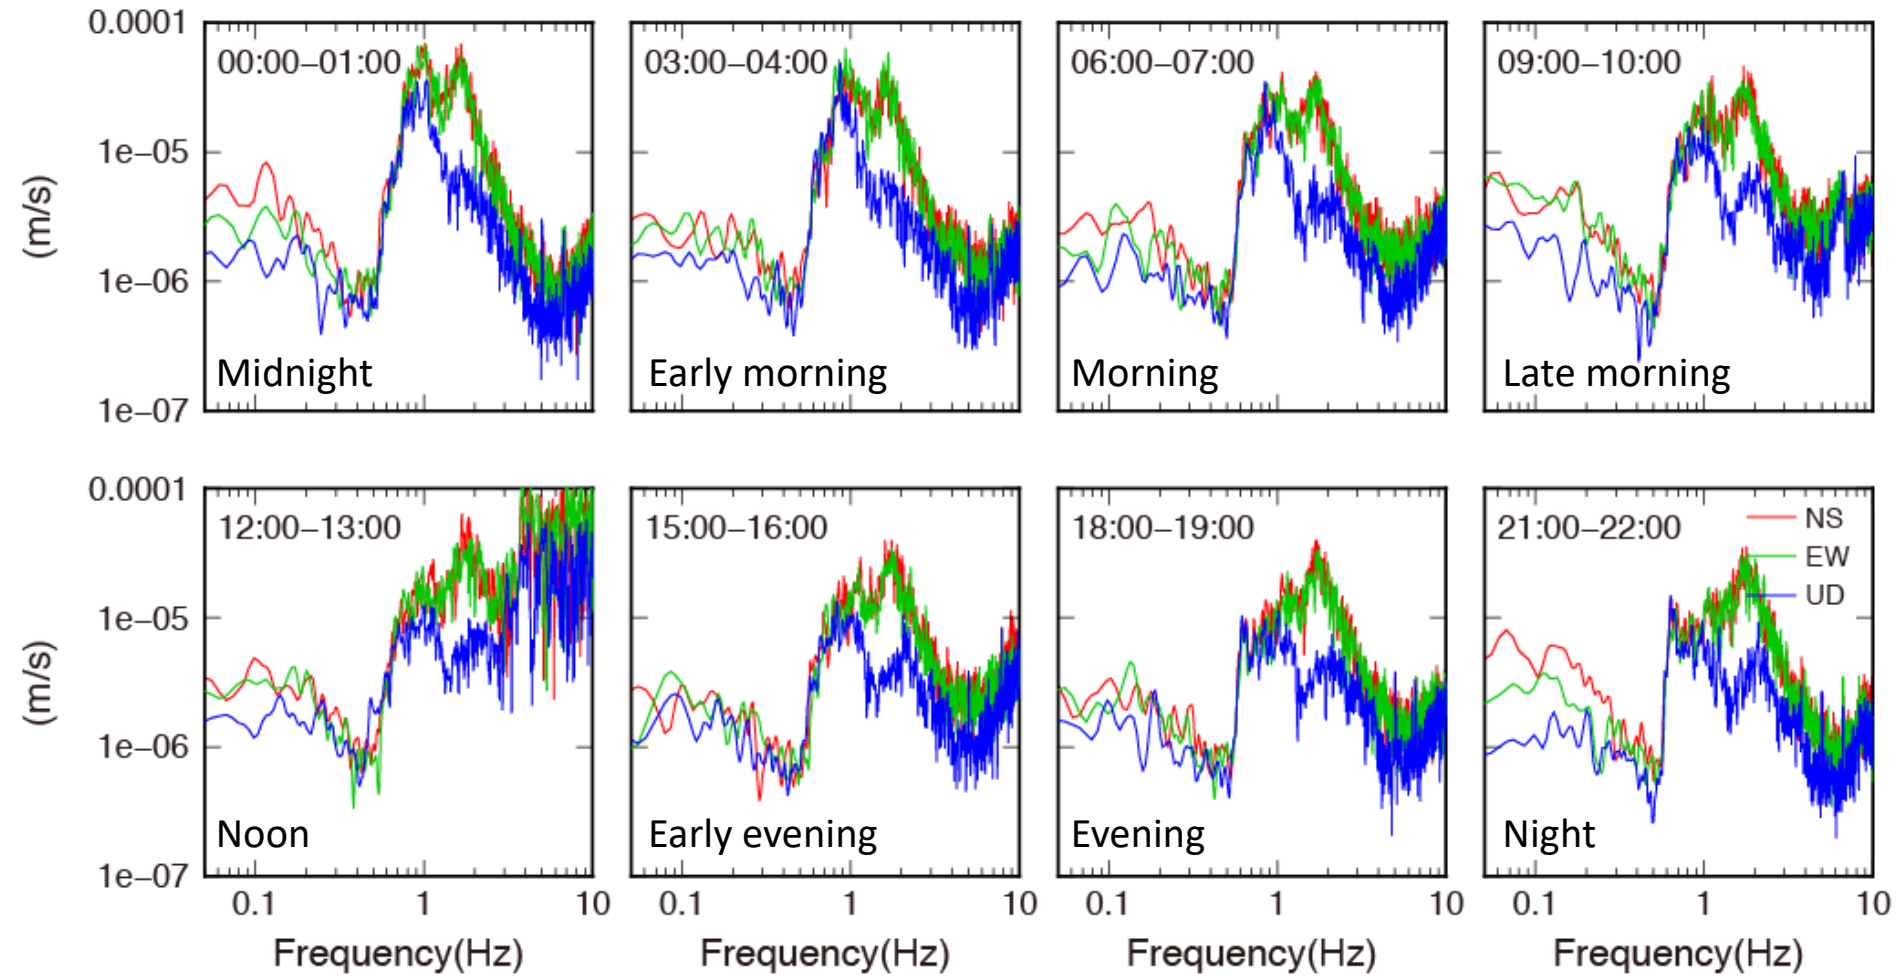 0.0001
00:00−01:00
03:00−04:00
06:00−07:00
09:00−10:00
1e−05
(m/s)
1e−06
Midnight
Early morning
Morning
Late morning
1e−07
0.0001
12:00−13:00
15:00−16:00
18:00−19:00
21:00−22:00
NS
EW
UD
1e−05
(m/s)
1e−06
Noon
Early evening
Evening
Night
1e−07
0.1 1 10
0.1 1 10
0.1 1 10
0.1 1 10
Frequency(Hz)
Frequency(Hz)
Frequency(Hz)
Frequency(Hz)